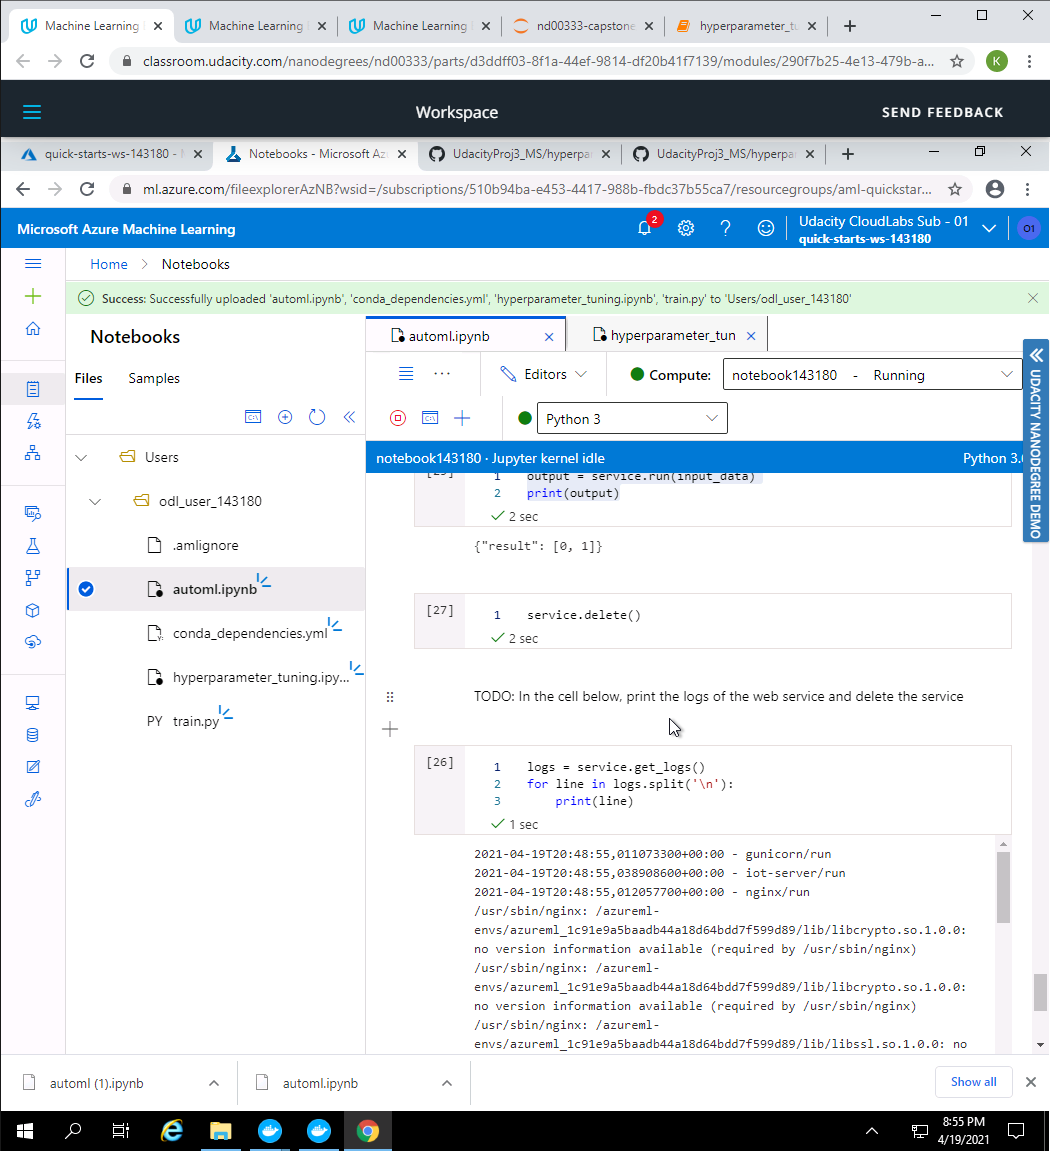 Machine Learning
Machine Learning
Machine Learning
nd00333-capstone
hyperparameter_tu
classroom.udacity.com/nanodegrees/nd00333/parts/d3ddff03-8f1a-44ef-9814-df20b41f7139/modules/290f7b25-4e13-479b-a...
K
Workspace
SEND FEEDBACK
quick-starts-ws-143180 -
Notebooks - Microsoft Az
UdacityProj3_MS/hyperpa
UdacityProj3_MS/hyperpa
ml.azure.com/fileexplorerAzNB?wsid=/subscriptions/510b94ba-e453-4417-988b-fbdc37b55ca7/resourcegroups/aml-quickstar...
Microsoft Azure Machine Learning
2
Udacity CloudLabs Sub - 01
quick-starts-ws-143180
O1
Home > Notebooks
Success: Successfully uploaded 'automl.ipynb', 'conda_dependencies.yml', 'hyperparameter_tuning.ipynb', 'train.py' to 'Users/odl_user_143180'
Notebooks
Files
Samples
Users
odl_user_143180
.amlignore
automl.ipynb
conda_dependencies.yml
hyperparameter_tuning.ipy...
PY train.py
automl.ipynb
hyperparameter_tun
Editors
Compute:
notebook143180 - Running
Python 3
notebook143180 · Jupyter kernel idle
Python 3.
UDACITY NANODEGREE DEMO
[25]
1 output = service.run(input_data)
2 print(output)
2 sec
{"result": [0, 1]}
[27]
1 service.delete()
2 sec
TODO: In the cell below, print the logs of the web service and delete the service
[26]
1 logs = service.get_logs()
2 for line in logs.split('\n'):
3 print(line)
1 sec
2021-04-19T20:48:55,011073300+00:00 - gunicorn/run
2021-04-19T20:48:55,038908600+00:00 - iot-server/run
2021-04-19T20:48:55,012057700+00:00 - nginx/run
/usr/sbin/nginx: /azureml-
envs/azureml_1c91e9a5baadb44a18d64bdd7f599d89/lib/libcrypto.so.1.0.0:
no version information available (required by /usr/sbin/nginx)
/usr/sbin/nginx: /azureml-
envs/azureml_1c91e9a5baadb44a18d64bdd7f599d89/lib/libcrypto.so.1.0.0:
no version information available (required by /usr/sbin/nginx)
/usr/sbin/nginx: /azureml-
envs/azureml_1c91e9a5baadb44a18d64bdd7f599d89/lib/libssl.so.1.0.0: no
automl (1).ipynb
automl.ipynb
Show all
8:55 PM
4/19/2021